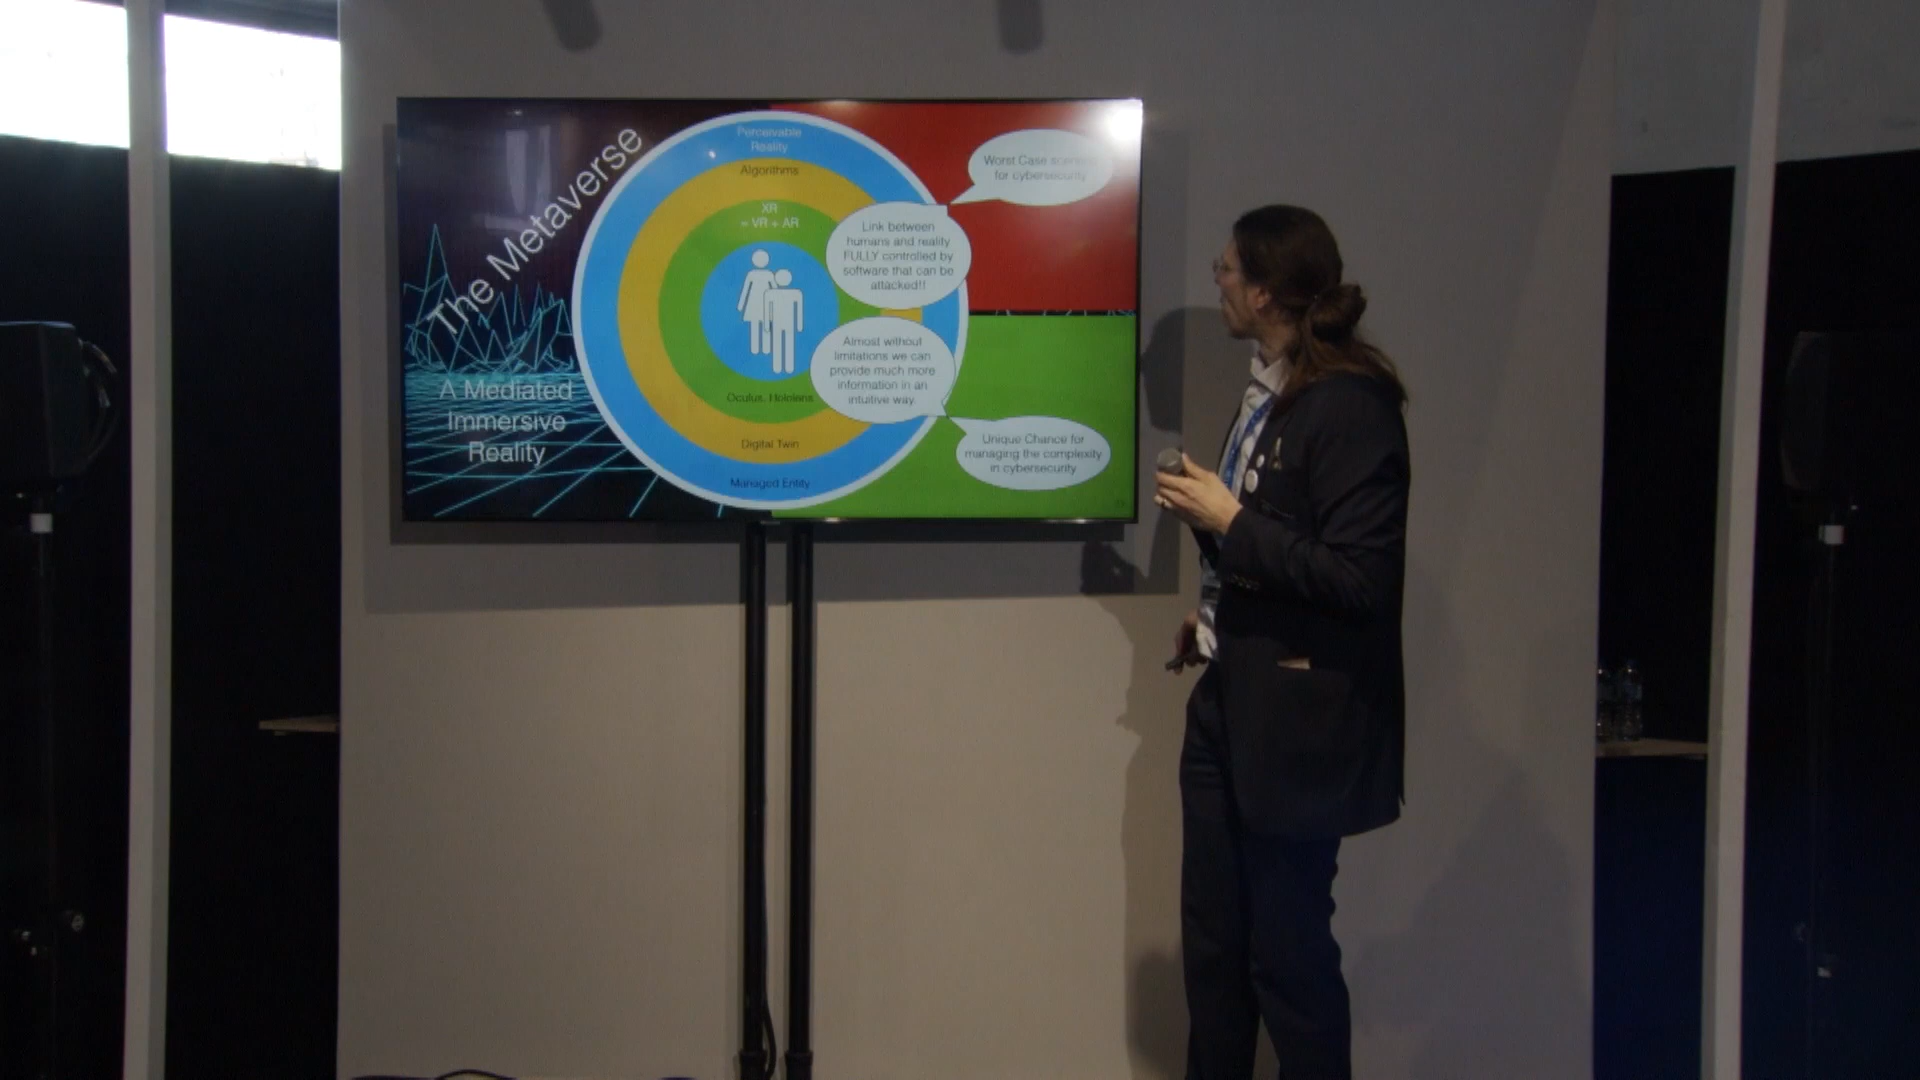 The Metaverse
A Mediated
Immersive
Reality
Perceivable
Reality
Algorithms
XR
= VR + AR
Oculus, Hololens
Digital Twin
Managed Entity
Worst Case scenario
for cybersecurity
Link between
humans and reality
FULLY controlled by
software that can be
attacked!!
Almost without
limitations we can
provide much more
information in an
intuitive way.
Unique Chance for
managing the complexity
in cybersecurity